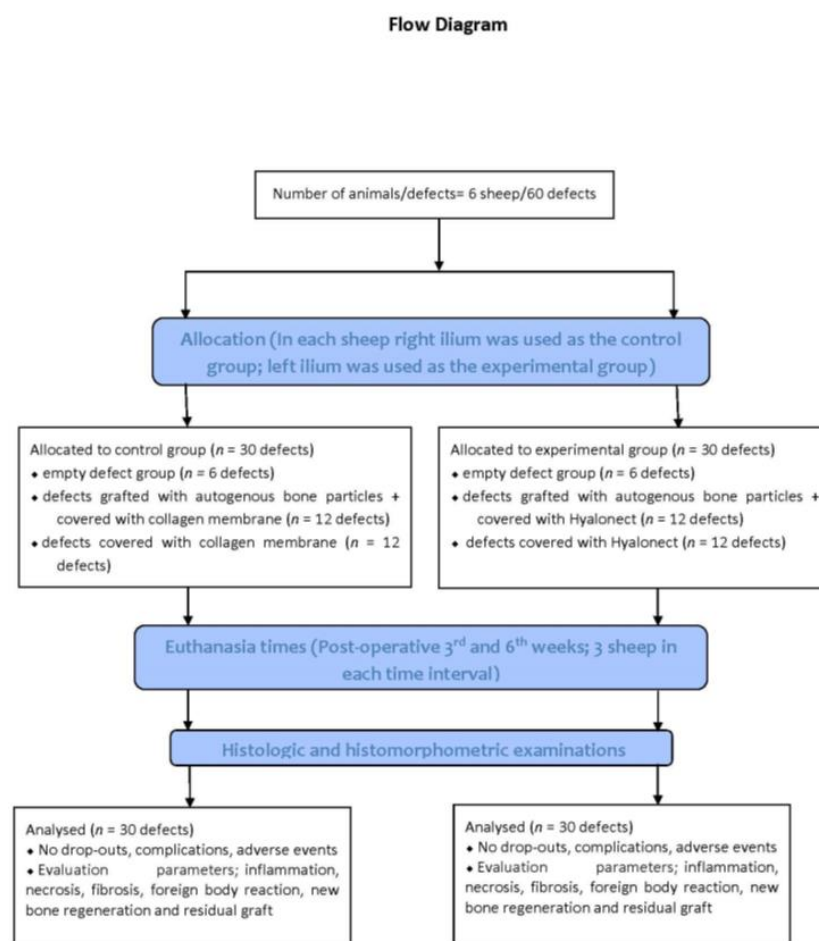 Flow Diagram
Number of animals/defects= 6 sheep/60 defects
Allocation (In each sheep right ilium was used as the control
group; left ilium was used as the experimental group)
Allocated to control group (n = 30 defects)
⬥ empty defect group (n = 6 defects)
⬥ defects grafted with autogenous bone particles +
covered with collagen membrane (n = 12 defects)
⬥ defects covered with collagen membrane (n = 12
defects)
Allocated to experimental group (n = 30 defects)
⬥ empty defect group (n = 6 defects)
⬥ defects grafted with autogenous bone particles +
covered with Hyalonect (n = 12 defects)
⬥ defects covered with Hyalonect (n = 12 defects)
Euthanasia times (Post-operative 3rd and 6th weeks; 3 sheep in
each time interval)
Histologic and histomorphometric examinations
Analysed (n = 30 defects)
⬥ No drop-outs, complications, adverse events
⬥ Evaluation parameters; inflammation,
necrosis, fibrosis, foreign body reaction, new
bone regeneration and residual graft
Analysed (n = 30 defects)
⬥ No drop-outs, complications, adverse events
⬥ Evaluation parameters; inflammation,
necrosis, fibrosis, foreign body reaction, new
bone regeneration and residual graft